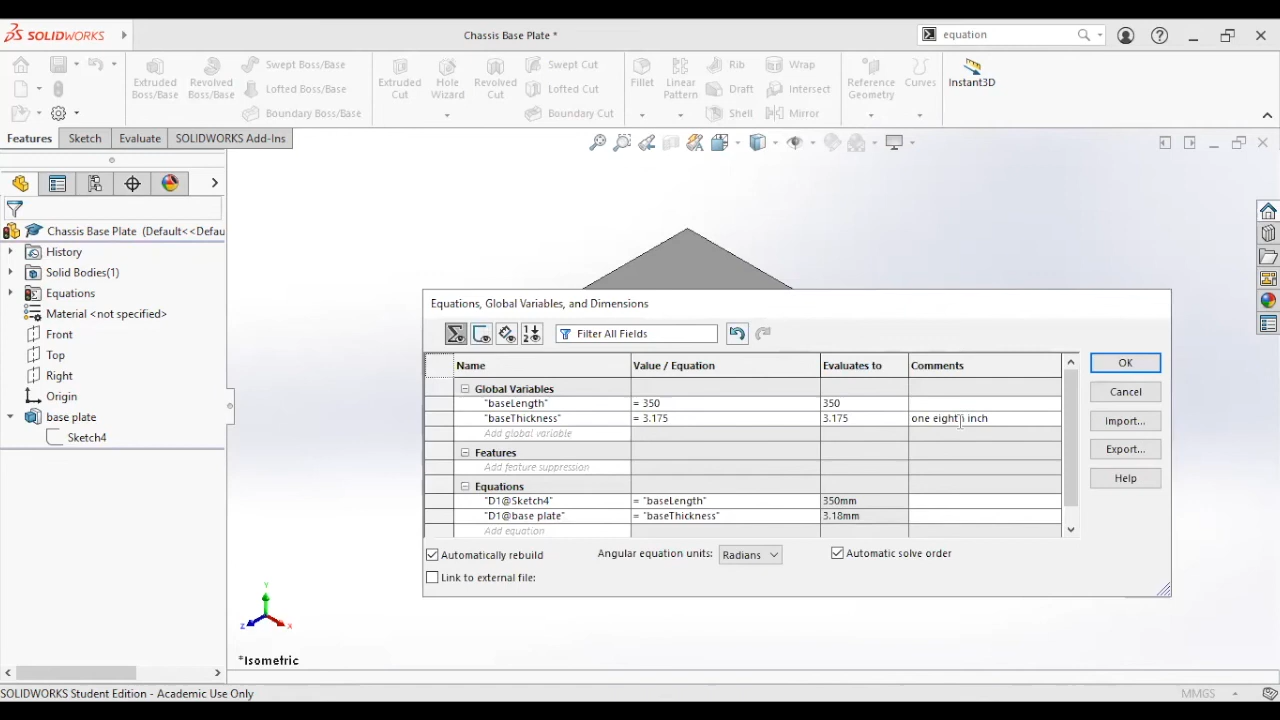 SOLIDWORKS
Chassis Base Plate *
equation
Extruded Boss/Base
Revolved Boss/Base
Swept Boss/Base
Lofted Boss/Base
Boundary Boss/Base
Extruded Cut
Hole Wizard
Revolved Cut
Swept Cut
Lofted Cut
Boundary Cut
Fillet
Linear Pattern
Rib
Draft
Shell
Wrap
Intersect
Mirror
Reference Geometry
Curves
Instant3D
Features
Sketch
Evaluate
SOLIDWORKS Add-Ins
Chassis Base Plate (Default<<Defau
History
Solid Bodies(1)
Equations
Material <not specified>
Front
Top
Right
Origin
base plate
Sketch4
Equations, Global Variables, and Dimensions
Filter All Fields
Name Value / Equation Evaluates to Comments
Global Variables
"baseLength" = 350 350
"baseThickness" = 3.175 3.175 one eighth inch
Add global variable
Features
Add feature suppression
Equations
"D1@Sketch4" = "baseLength" 350mm
"D1@base plate" = "baseThickness" 3.18mm
Add equation
OK
Cancel
Import...
Export...
Help
Automatically rebuild
Angular equation units: Radians
Automatic solve order
Link to external file:
Y
Z
X
*Isometric
SOLIDWORKS Student Edition - Academic Use Only
MMGS